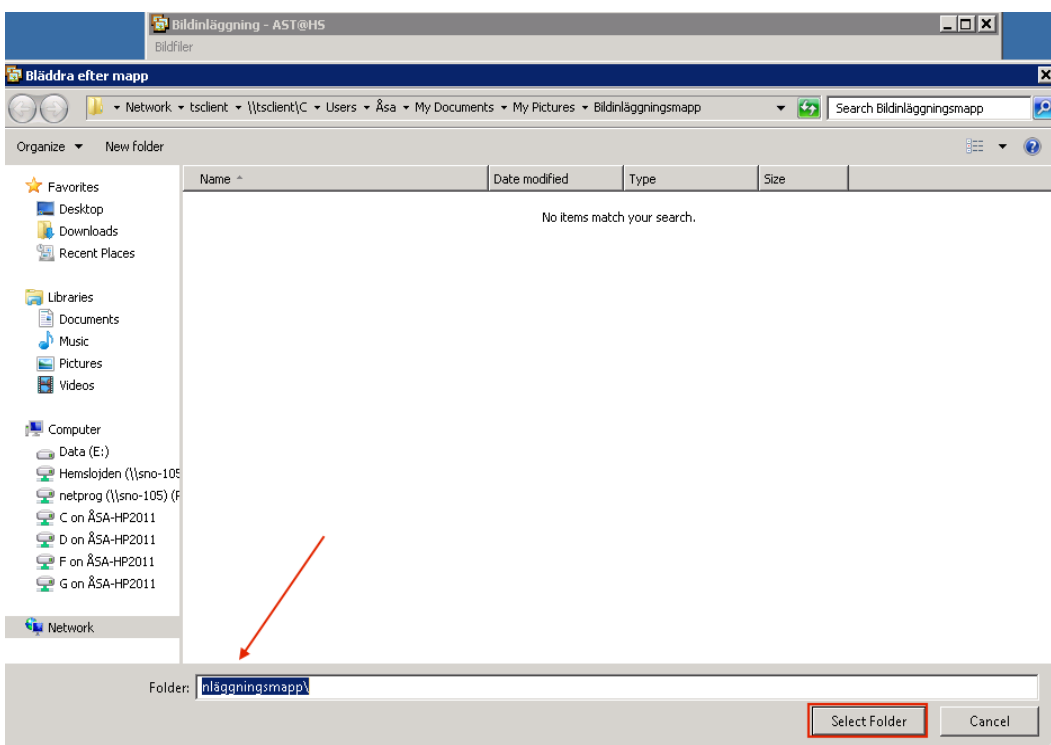 Bildinläggning - AST@HS
Bildfiler
Bläddra efter mapp
Network tsclient \\tsclient\C Users Åsa My Documents My Pictures Bildinläggningsmapp
Search Bildinläggningsmapp
Organize New folder
Name Date modified Type Size
No items match your search.
Favorites
Desktop
Downloads
Recent Places
Libraries
Documents
Music
Pictures
Videos
Computer
Data (E:)
Hemslojden (\\sno-105
netprog (\\sno-105) (
C on ÅSA-HP2011
D on ÅSA-HP2011
F on ÅSA-HP2011
G on ÅSA-HP2011
Network
Folder: nläggningsmapp\
Select Folder Cancel